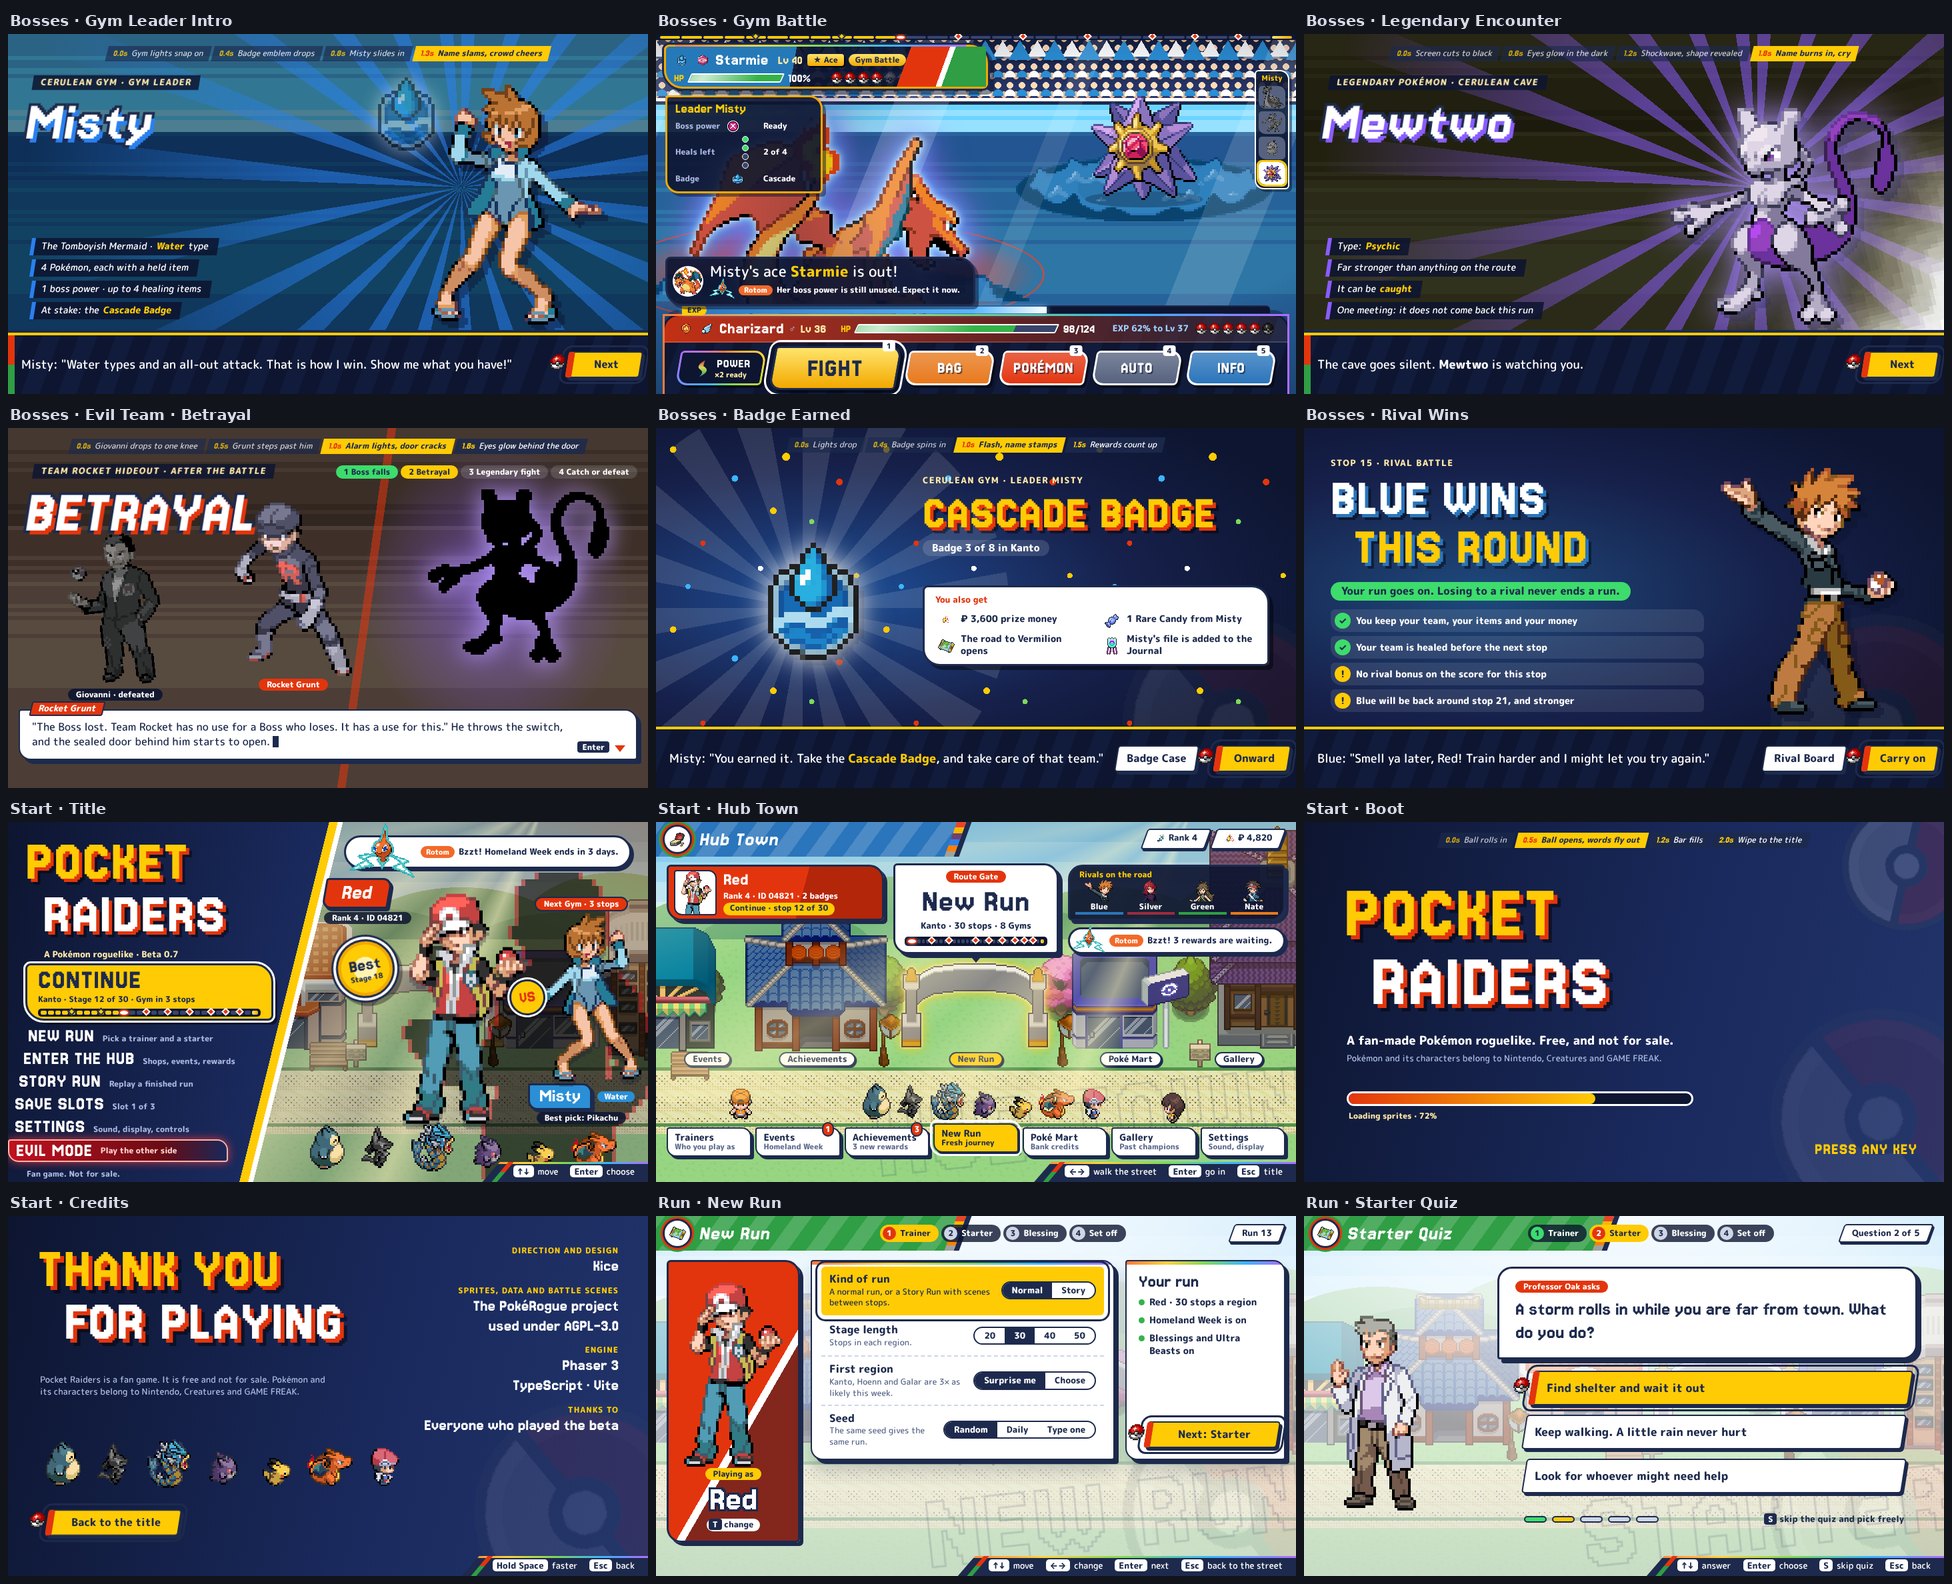 Bosses · Gym Leader Intro
0.0s Gym lights snap on
0.4s Badge emblem drops
0.8s Misty slides in
1.3s Name slams, crowd cheers
CERULEAN GYM · GYM LEADER
Misty
The Tomboyish Mermaid · Water type
4 Pokémon, each with a held item
1 boss power · up to 4 healing items
At stake: the Cascade Badge
Misty: "Water types and an all-out attack. That is how I win. Show me what you have!"
Next
Bosses · Gym Battle
Starmie Lv 40 ★ Ace Gym Battle
HP 100%
Misty
Leader Misty
Boss power Ready
Heals left 2 of 4
Badge Cascade
Misty's ace Starmie is out!
Rotom Her boss power is still unused. Expect it now.
EXP
Charizard ♂ Lv 36 HP 98/124 EXP 62% to Lv 37
POWER
×2 ready
FIGHT 1
BAG 2
POKÉMON 3
AUTO 4
INFO 5
Bosses · Legendary Encounter
0.0s Screen cuts to black
0.6s Eyes glow in the dark
1.2s Shockwave, shape revealed
1.8s Name burns in, cry
LEGENDARY POKÉMON · CERULEAN CAVE
Mewtwo
Type: Psychic
Far stronger than anything on the route
It can be caught
One meeting: it does not come back this run
The cave goes silent. Mewtwo is watching you.
Next
Bosses · Evil Team · Betrayal
0.0s Giovanni drops to one knee
0.5s Grunt steps past him
1.0s Alarm lights, door cracks
1.8s Eyes glow behind the door
TEAM ROCKET HIDEOUT · AFTER THE BATTLE
1 Boss falls
2 Betrayal
3 Legendary fight
4 Catch or defeat
BETRAYAL
Giovanni · defeated
Rocket Grunt
Rocket Grunt
"The Boss lost. Team Rocket has no use for a Boss who loses. It has a use for this." He throws the switch,
and the sealed door behind him starts to open.
Enter
Bosses · Badge Earned
0.0s Lights drop
0.4s Badge spins in
1.0s Flash, name stamps
1.5s Rewards count up
CERULEAN GYM · LEADER MISTY
CASCADE BADGE
Badge 3 of 8 in Kanto
You also get
₽ 3,600 prize money
1 Rare Candy from Misty
The road to Vermilion
opens
Misty's file is added to the
Journal
Misty: "You earned it. Take the Cascade Badge, and take care of that team."
Badge Case
Onward
Bosses · Rival Wins
STOP 15 · RIVAL BATTLE
BLUE WINS
THIS ROUND
Your run goes on. Losing to a rival never ends a run.
You keep your team, your items and your money
Your team is healed before the next stop
! No rival bonus on the score for this stop
! Blue will be back around stop 21, and stronger
Blue: "Smell ya later, Red! Train harder and I might let you try again."
Rival Board
Carry on
Start · Title
POCKET
RAIDERS
A Pokémon roguelike · Beta 0.7
CONTINUE
Kanto · Stage 12 of 30 · Gym in 3 stops
NEW RUN Pick a trainer and a starter
ENTER THE HUB Shops, events, rewards
STORY RUN Replay a finished run
SAVE SLOTS Slot 1 of 3
SETTINGS Sound, display, controls
EVIL MODE Play the other side
Fan game. Not for sale.
Rotom Bzzt! Homeland Week ends in 3 days.
Red
Rank 4 · ID 04821
Next Gym · 3 stops
Best
Stage 18
VS
Misty Water
Best pick: Pikachu
↑↓ move Enter choose
Start · Hub Town
Hub Town
Rank 4
₽ 4,820
Red
Rank 4 · ID 04821 · 2 badges
Continue · stop 12 of 30
Route Gate
New Run
Kanto · 30 stops · 8 Gyms
Rivals on the road
Blue Silver Green Nate
Rotom Bzzt! 3 rewards are waiting.
Events
Achievements
New Run
Poké Mart
Gallery
Trainers
Who you play as
Events 1
Homeland Week
Achievements 3
3 new rewards
New Run
Fresh journey
Poké Mart
Bank credits
Gallery
Past champions
Settings
Sound, display
←→ walk the street Enter go in Esc title
Start · Boot
0.0s Ball rolls in
0.5s Ball opens, words fly out
1.2s Bar fills
2.0s Wipe to the title
POCKET
RAIDERS
A fan-made Pokémon roguelike. Free, and not for sale.
Pokémon and its characters belong to Nintendo, Creatures and GAME FREAK.
Loading sprites · 72%
PRESS ANY KEY
Start · Credits
THANK YOU
FOR PLAYING
Pocket Raiders is a fan game. It is free and not for sale. Pokémon and
its characters belong to Nintendo, Creatures and GAME FREAK.
DIRECTION AND DESIGN
Kice
SPRITES, DATA AND BATTLE SCENES
The PokéRogue project
used under AGPL-3.0
ENGINE
Phaser 3
TypeScript · Vite
THANKS TO
Everyone who played the beta
Back to the title
Hold Space faster Esc back
Run · New Run
New Run
1 Trainer
2 Starter
3 Blessing
4 Set off
Run 13
Kind of run
A normal run, or a Story Run with scenes
between stops.
Normal Story
Stage length
Stops in each region.
20 30 40 50
First region
Kanto, Hoenn and Galar are 3× as
likely this week.
Surprise me Choose
Seed
The same seed gives the
same run.
Random Daily Type one
Playing as
Red
T change
Your run
Red · 30 stops a region
Homeland Week is on
Blessings and Ultra
Beasts on
Next: Starter
NEW RUN
↑↓ move ←→ change Enter next Esc back to the street
Run · Starter Quiz
Starter Quiz
1 Trainer
2 Starter
3 Blessing
4 Set off
Question 2 of 5
Professor Oak asks
A storm rolls in while you are far from town. What
do you do?
Find shelter and wait it out
Keep walking. A little rain never hurt
Look for whoever might need help
S skip the quiz and pick freely
↑↓ answer Enter choose S skip quiz Esc back